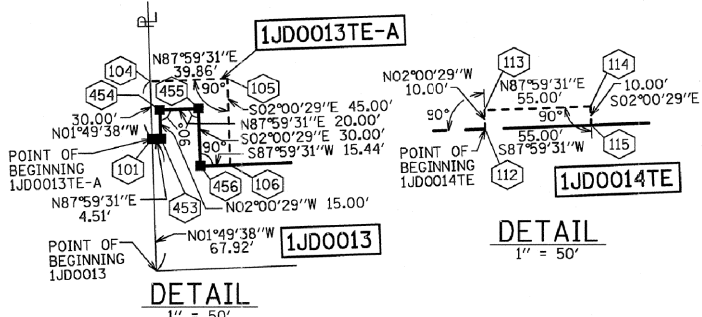 PL
1JD0013TE-A
104
N87°59'31"E
39.86'
454
455
90°
105
S02°00'29"E 45.00'
30.00'
N01°49'38"W
90°
N87°59'31"E 20.00'
S02°00'29"E 30.00'
90°
S87°59'31"W 15.44'
POINT OF
BEGINNING
1JD0013TE-A
101
456
106
N87°59'31"E
4.51'
453
N02°00'29"W 15.00'
N01°49'38"W
67.92'
1JD0013
POINT OF
BEGINNING
1JD0013
DETAIL
1" = 50'
N02°00'29"W
10.00'
113
N87°59'31"E
55.00'
114
10.00'
S02°00'29"E
90°
90°
55.00'
S87°59'31"W
115
POINT OF
BEGINNING
1JD0014TE
112
1JD0014TE
DETAIL
1" = 50'